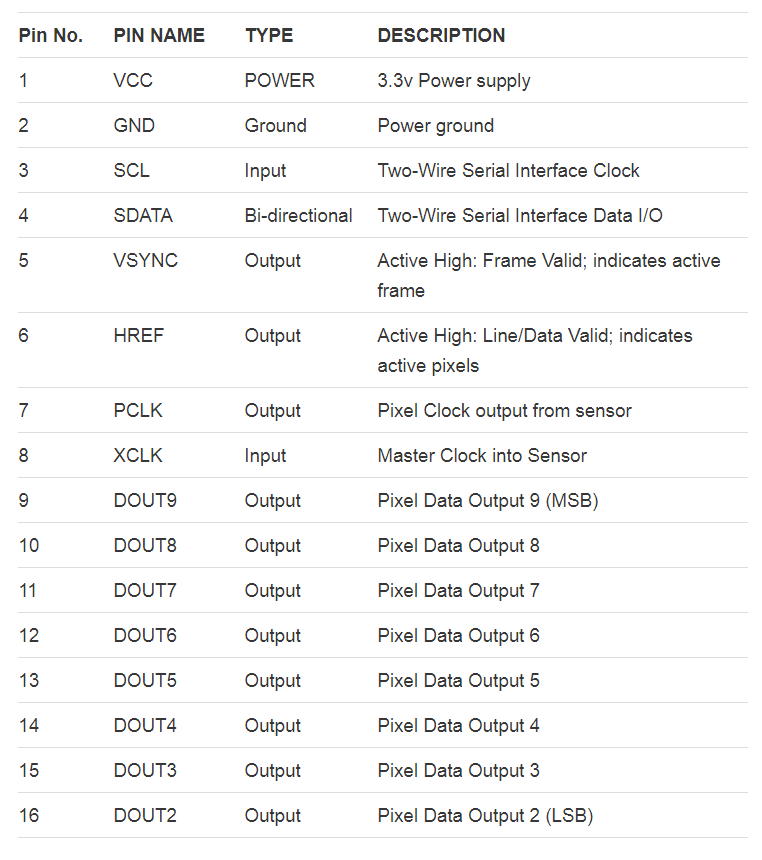 Pin No. PIN NAME TYPE DESCRIPTION
1 VCC POWER 3.3v Power supply
2 GND Ground Power ground
3 SCL Input Two-Wire Serial Interface Clock
4 SDATA Bi-directional Two-Wire Serial Interface Data I/O
5 VSYNC Output Active High: Frame Valid; indicates active
frame
6 HREF Output Active High: Line/Data Valid; indicates
active pixels
7 PCLK Output Pixel Clock output from sensor
8 XCLK Input Master Clock into Sensor
9 DOUT9 Output Pixel Data Output 9 (MSB)
10 DOUT8 Output Pixel Data Output 8
11 DOUT7 Output Pixel Data Output 7
12 DOUT6 Output Pixel Data Output 6
13 DOUT5 Output Pixel Data Output 5
14 DOUT4 Output Pixel Data Output 4
15 DOUT3 Output Pixel Data Output 3
16 DOUT2 Output Pixel Data Output 2 (LSB)